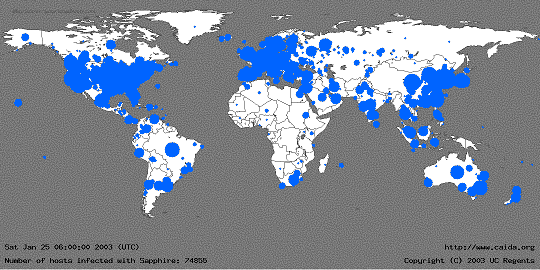 Sat Jan 25 06:00:00 2003 (UTC)
http://www.caida.org
Number of hosts infected with Sapphire: 74855
Copyright (C) 2003 UC Regents